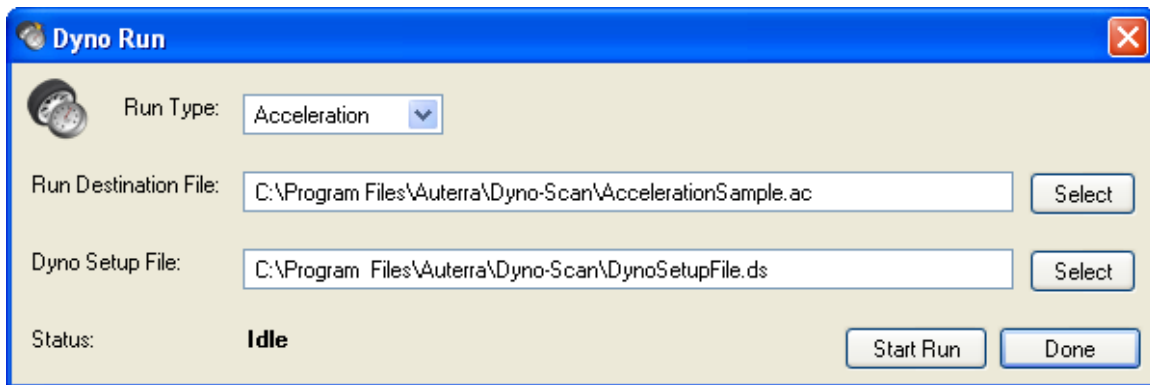 Dyno Run
Run Type: Acceleration
Run Destination File: C:\Program Files\Auterra\Dyno-Scan\AccelerationSample.ac Select
Dyno Setup File: C:\Program  Files\Auterra\Dyno-Scan\DynoSetupFile.ds Select
Status: Idle Start Run Done